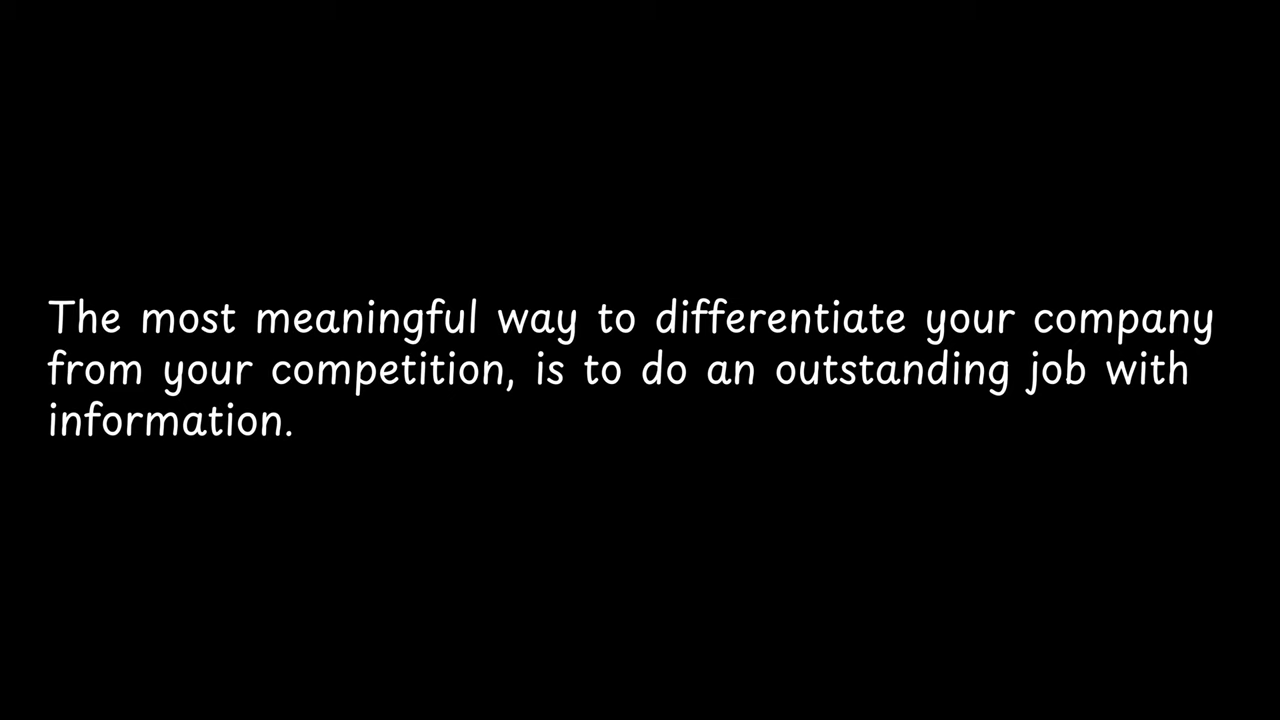 The most meaningful way to differentiate your company
from your competition, is to do an outstanding job with
information.